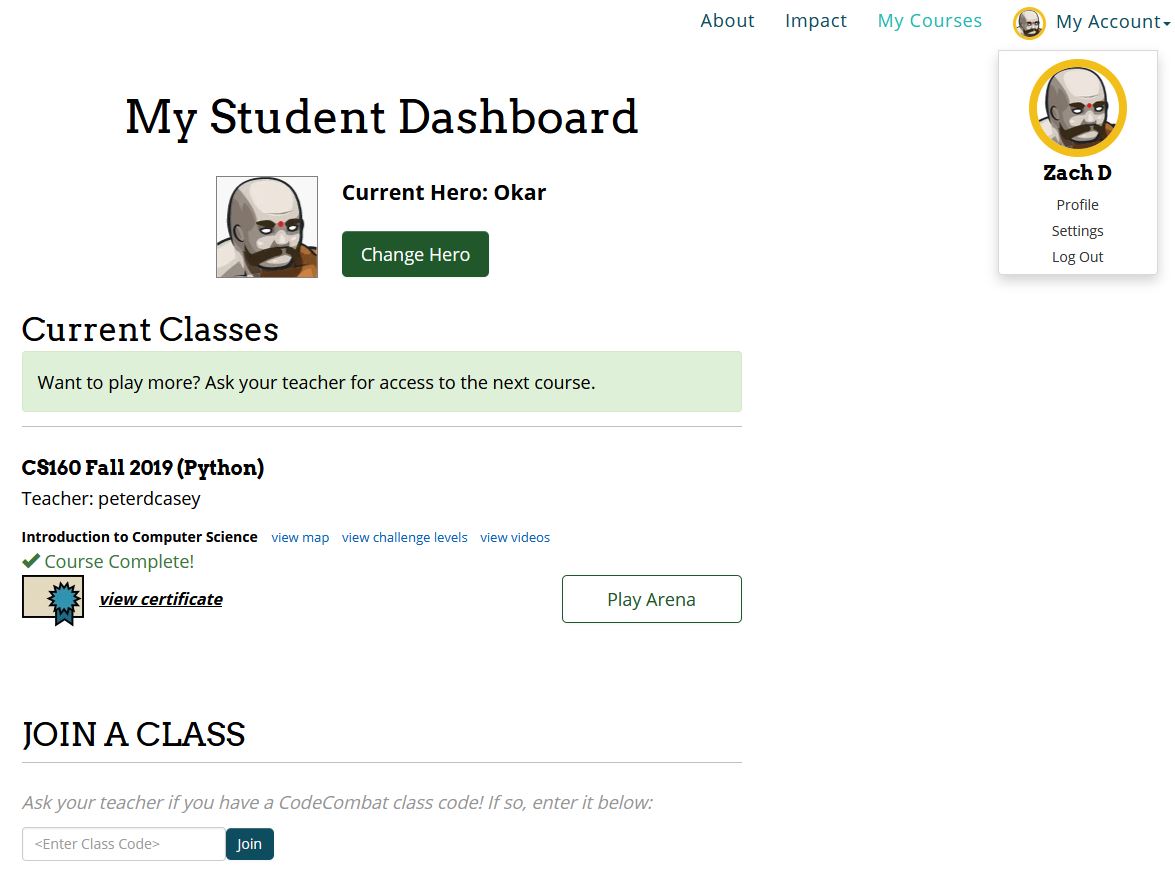 About Impact My Courses My Account
Zach D
Profile
Settings
Log Out
My Student Dashboard
Current Hero: Okar
Change Hero
Current Classes
Want to play more? Ask your teacher for access to the next course.
CS160 Fall 2019 (Python)
Teacher: peterdcasey
Introduction to Computer Science view map view challenge levels view videos
Course Complete!
view certificate
Play Arena
JOIN A CLASS
Ask your teacher if you have a CodeCombat class code! If so, enter it below:
<Enter Class Code> Join